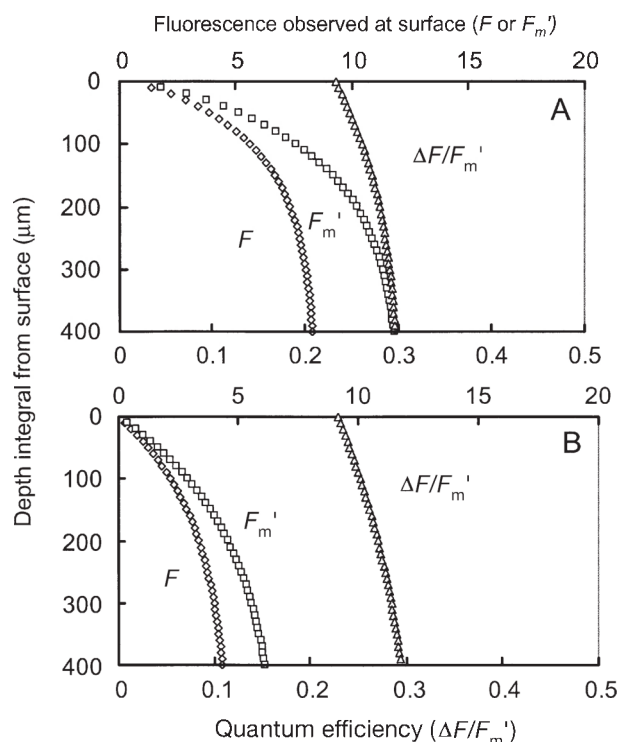 Fluorescence observed at surface (F or Fm')
0 5 10 15 20
0
100
200
300
400
A
ΔF/Fm'
Fm'
F
0 0.1 0.2 0.3 0.4 0.5
Depth integral from surface (μm)
0 5 10 15 20
0
100
200
300
400
B
ΔF/Fm'
Fm'
F
0 0.1 0.2 0.3 0.4 0.5
Quantum efficiency (ΔF/Fm')